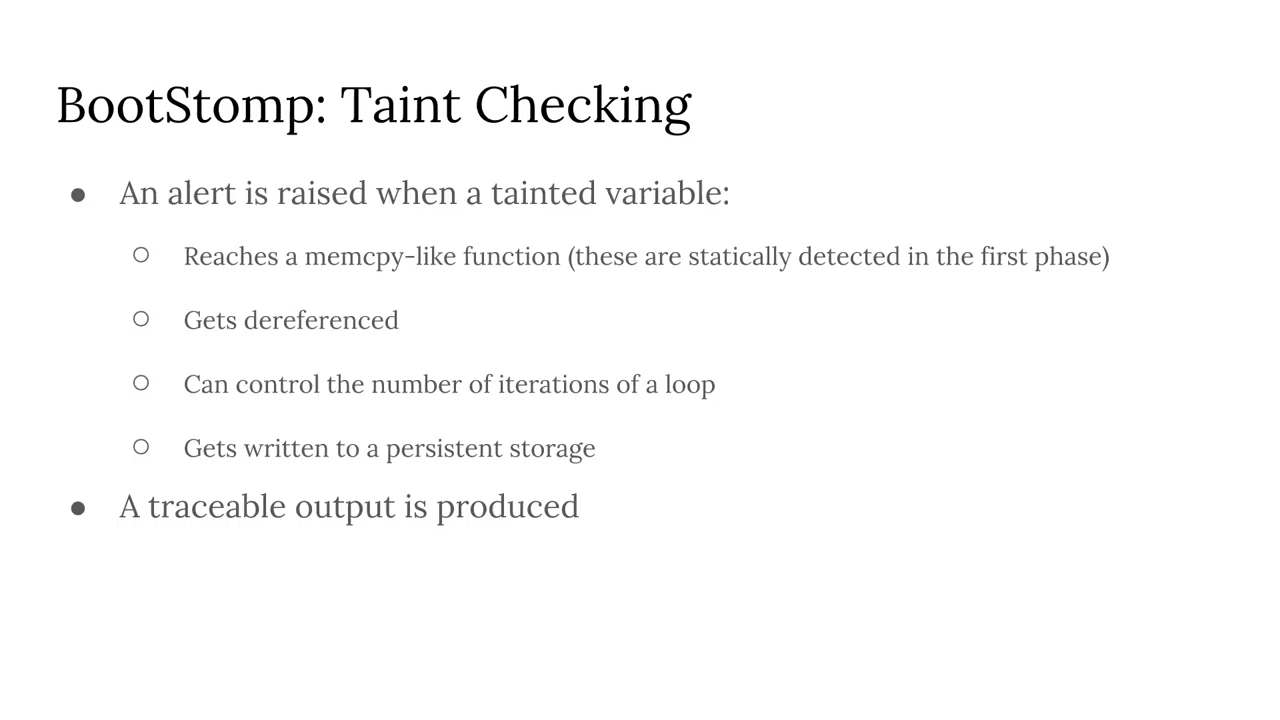 BootStomp: Taint Checking
● An alert is raised when a tainted variable:
○ Reaches a memcpy-like function (these are statically detected in the first phase)
○ Gets dereferenced
○ Can control the number of iterations of a loop
○ Gets written to a persistent storage
● A traceable output is produced